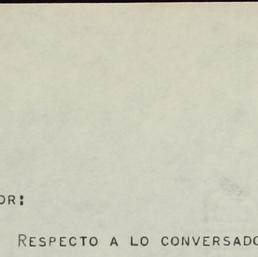 OR:
RESPECTO A LO CONVERSADO